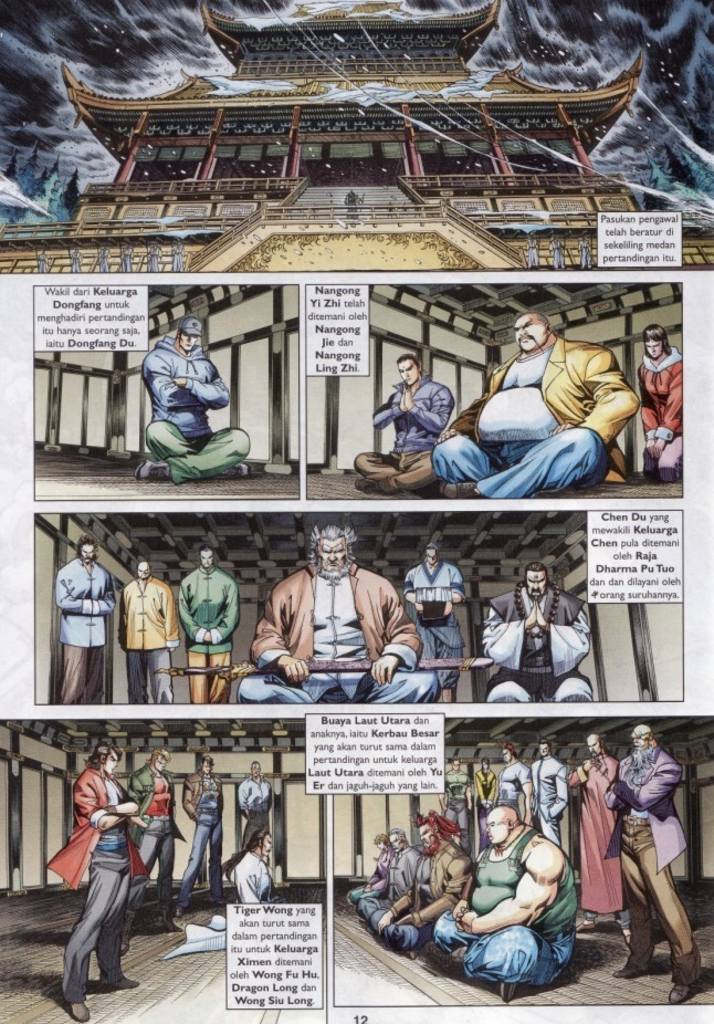 Pasukan pengawal
telah beratur di
sekeliling medan
pertandingan itu.
Wakil dari Keluarga
Dongfang untuk
menghadiri pertandingan
itu hanya seorang saja,
iaitu Dongfang Du.
Nangong
Yi Zhi telah
ditemani oleh
Nangong
Jie dan
Nangong
Ling Zhi.
Chen Du yang
mewakili Keluarga
Chen pula ditemani
oleh Raja
Dharma Pu Tuo
dan dan dilayani oleh
4 orang suruhannya.
Buaya Laut Utara dan
anaknya, iaitu Kerbau Besar
yang akan turut sama dalam
pertandingan untuk keluarga
Laut Utara ditemani oleh Yu
Er dan jaguh-jaguh yang lain.
Tiger Wong yang
akan turut sama
dalam pertandingan
itu untuk Keluarga
Ximen ditemani
oleh Wong Fu Hu,
Dragon Long dan
Wong Siu Long.
12